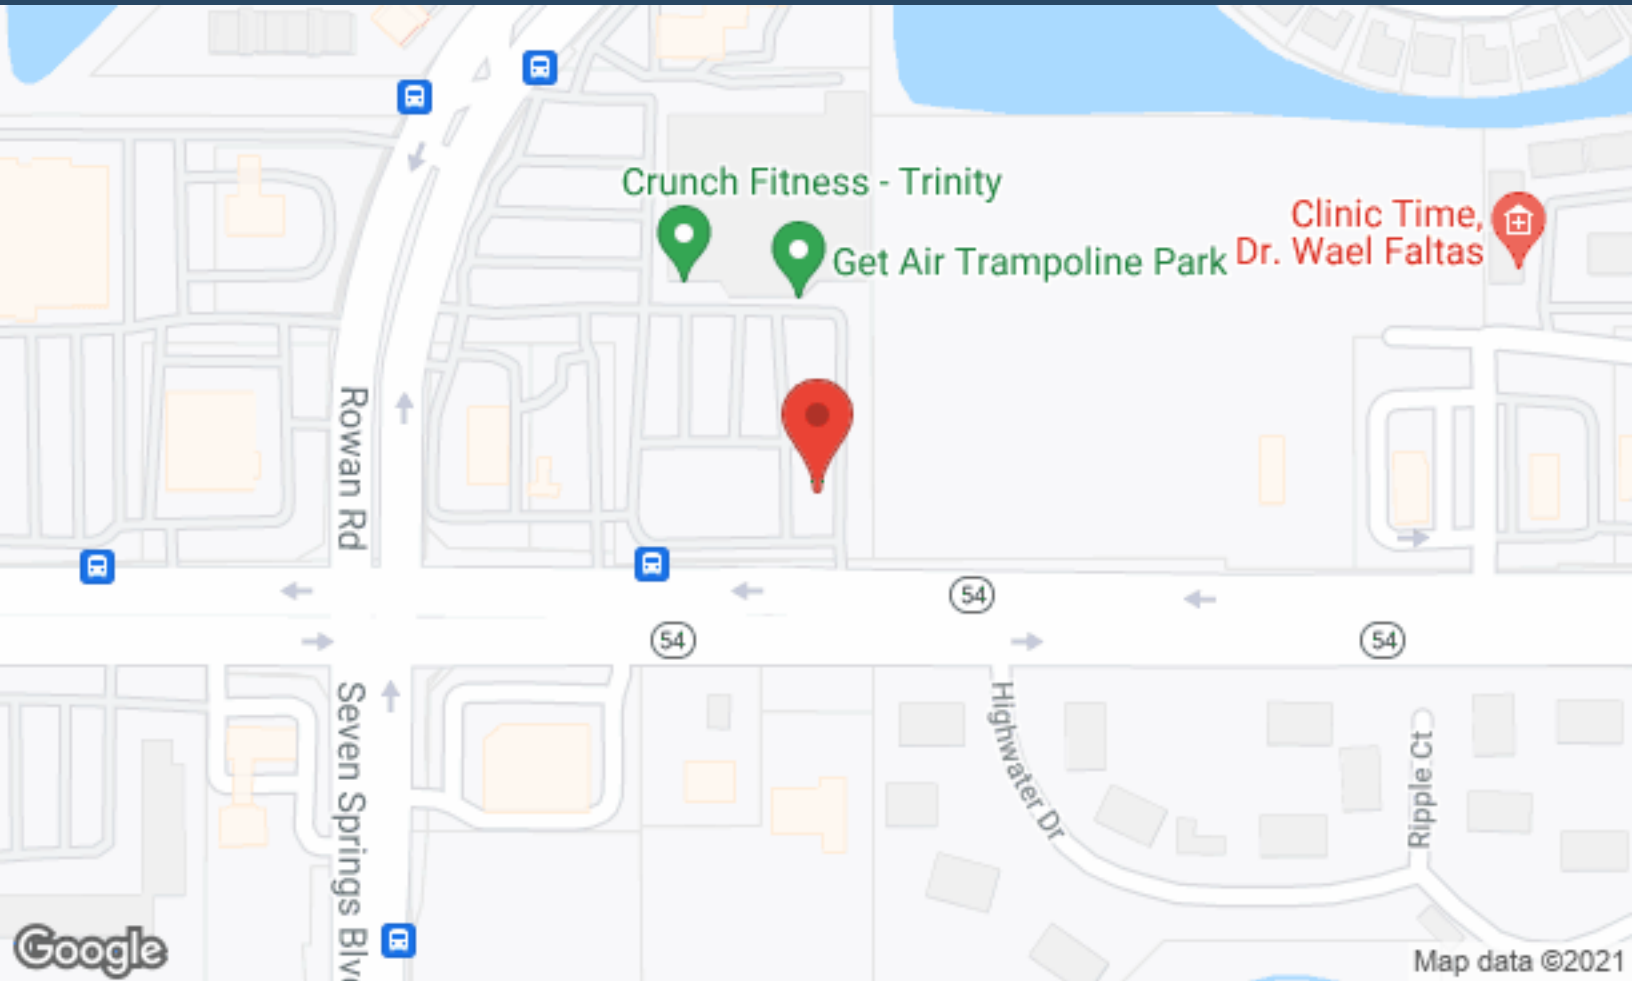 Crunch Fitness - Trinity
Get Air Trampoline Park
Clinic Time,
Dr. Wael Faltas
Rowan Rd
54
54
54
Seven Springs Blvd
Highwater Dr
Ripple Ct
Google
Map data ©2021